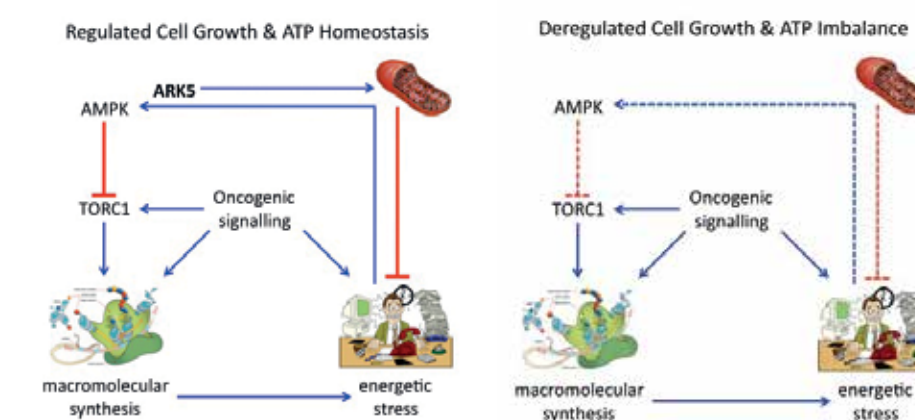 Regulated Cell Growth & ATP Homeostasis
ARK5
AMPK
TORC1
Oncogenic
signalling
macromolecular
synthesis
energetic
stress
Deregulated Cell Growth & ATP Imbalance
AMPK
TORC1
Oncogenic
signalling
macromolecular
synthesis
energetic
stress